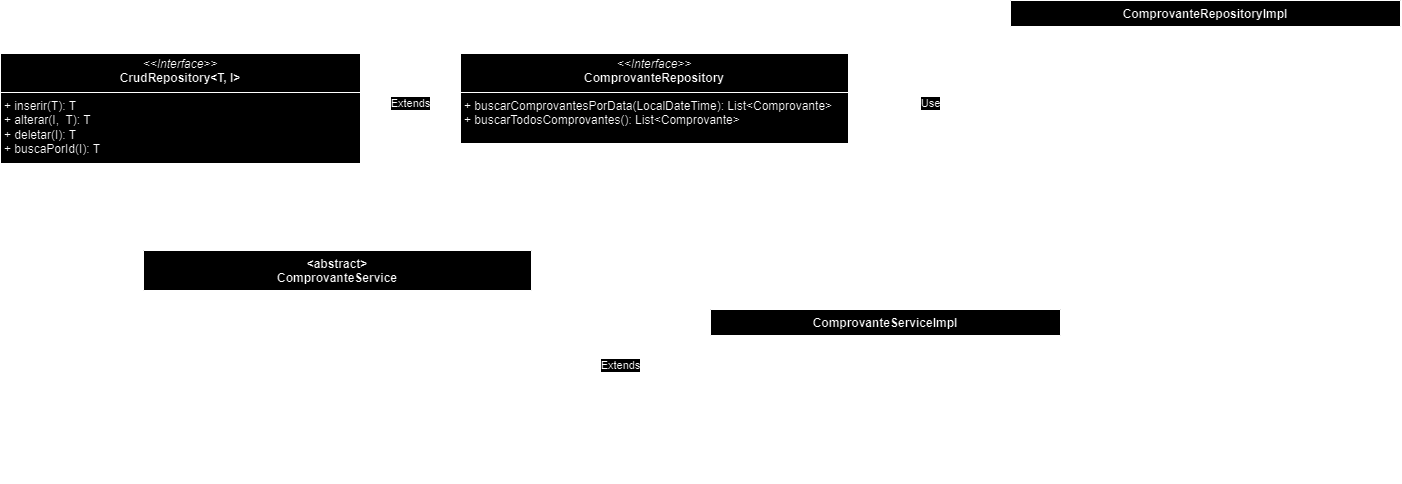 ComprovanteRepositoryImpl
<<Interface>>
CrudRepository<T, I>
+ inserir(T): T
+ alterar(I,  T): T
+ deletar(I): T
+ buscaPorId(I): T
Extends
<<Interface>>
ComprovanteRepository
+ buscarComprovantesPorData(LocalDateTime): List<Comprovante>
+ buscarTodosComprovantes(): List<Comprovante>
Use
<abstract>
ComprovanteService
ComprovanteServiceImpl
Extends